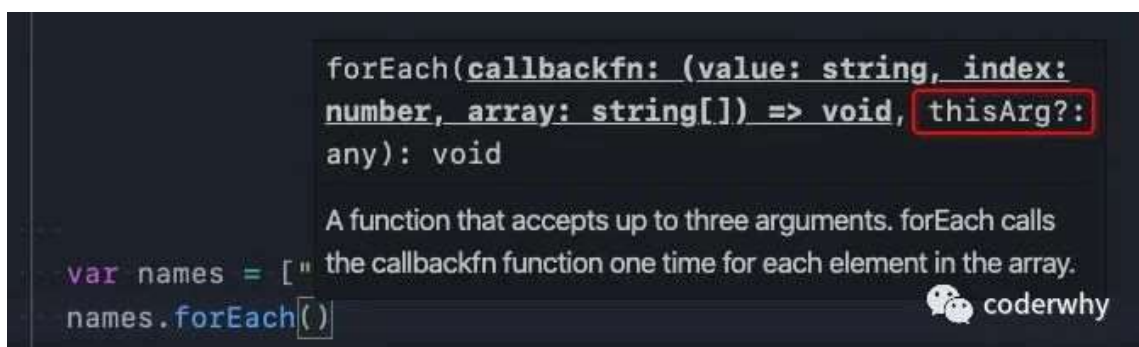 forEach(callbackfn: (value: string, index:
number, array: string[]) => void, thisArg?:
any): void
A function that accepts up to three arguments. forEach calls
the callbackfn function one time for each element in the array.
var names = ["
names.forEach()
coderwhy